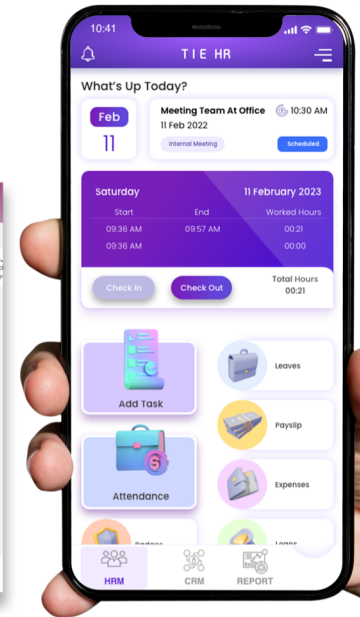 10:41
TIE HR
What's Up Today?
Feb
11
Meeting Team At Office
10:30 AM
11 Feb 2022
Internal Meeting
Scheduled
Saturday
11 February 2023
Start End Worked Hours
09:36 AM 09:57 AM 00:21
09:36 AM 00:00
Check In
Check Out
Total Hours
00:21
Add Task
Leaves
Payslip
Attendance
Expenses
HRM
CRM
REPORT